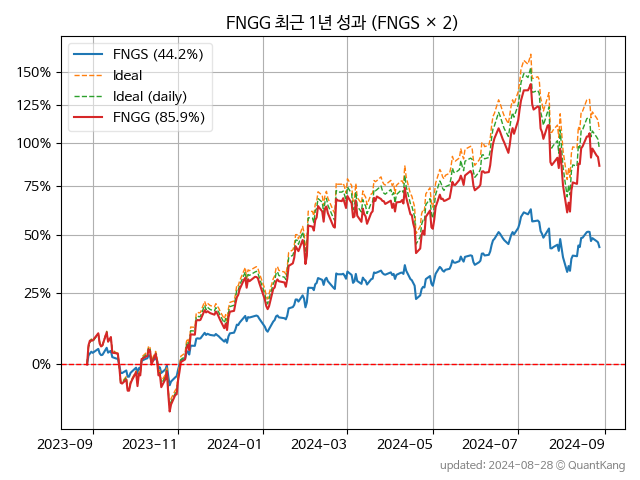 FNGG 최근 1년 성과 (FNGS × 2)
FNGS (44.2%)
Ideal
Ideal (daily)
FNGG (85.9%)
150%
125%
100%
75%
50%
25%
0%
2023-09 2023-11 2024-01 2024-03 2024-05 2024-07 2024-09
updated: 2024-08-28 © QuantKang